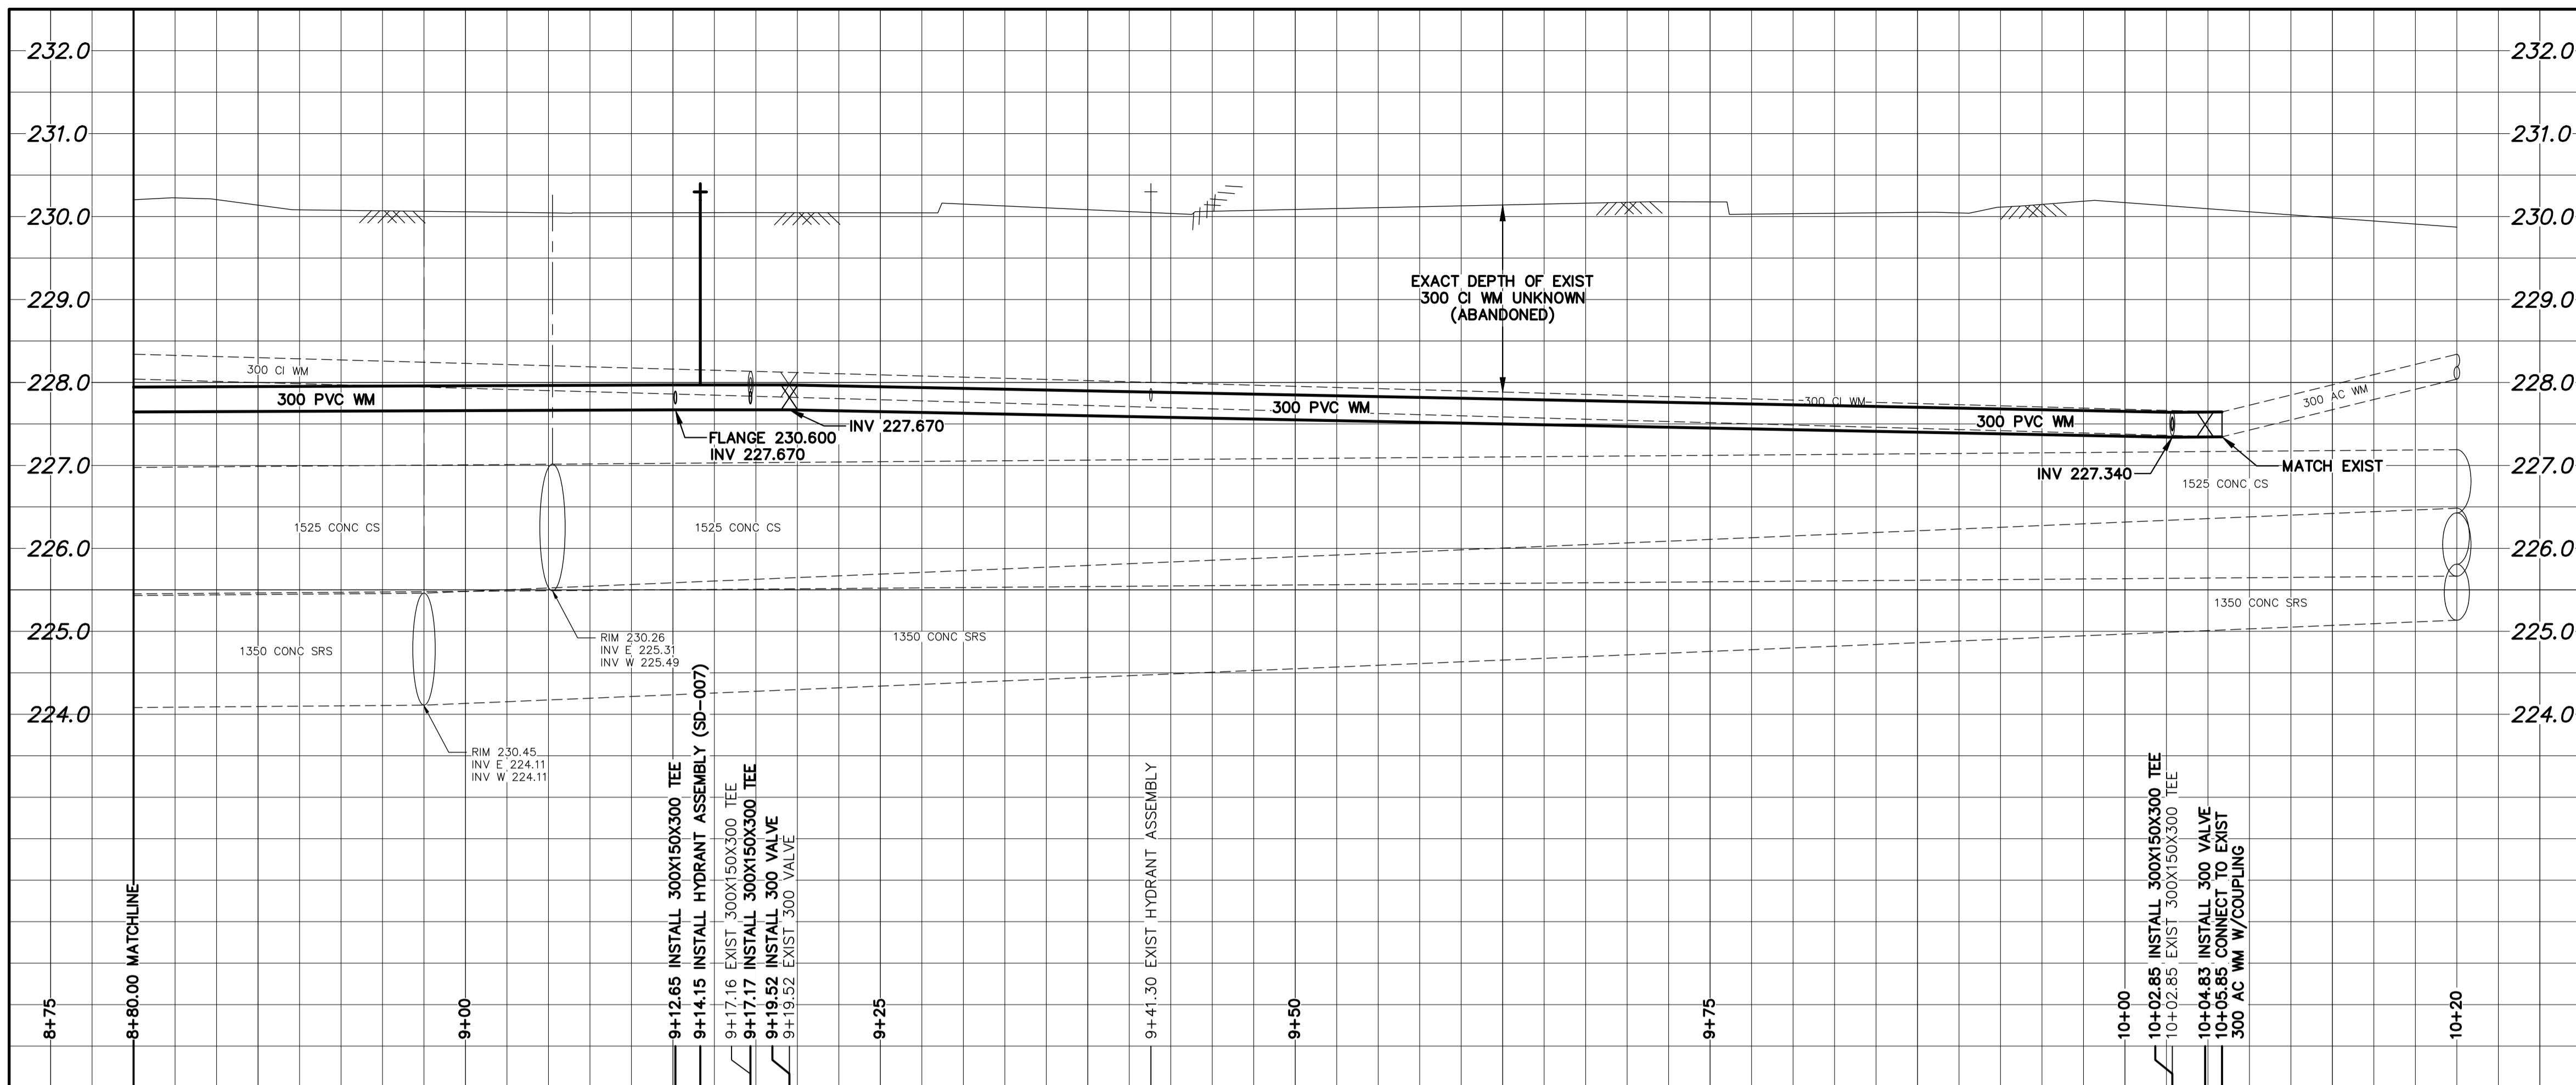 232.0
232.0
231.0
231.0
230.0
230.0
229.0
229.0
228.0
228.0
227.0
227.0
226.0
226.0
225.0
225.0
224.0
224.0
EXACT DEPTH OF EXIST
300 CI WM UNKNOWN
(ABANDONED)
300 CI WM
300 PVC WM
FLANGE 230.600
INV 227.670
INV 227.670
300 PVC WM
300 CI WM
300 PVC WM
300 AC WM
INV 227.340
MATCH EXIST
1525 CONC CS
1525 CONC CS
1525 CONC CS
1350 CONC SRS
1350 CONC SRS
1350 CONC SRS
RIM 230.26
INV E 225.31
INV W 225.49
RIM 230.45
INV E 224.11
INV W 224.11
8+75
8+80.00 MATCHLINE
9+00
9+12.65 INSTALL 300X150X300 TEE
9+14.15 INSTALL HYDRANT ASSEMBLY (SD-007)
9+17.16 EXIST 300X150X300 TEE
9+17.17 INSTALL 300X150X300 TEE
9+19.52 INSTALL 300 VALVE
9+19.52 EXIST 300 VALVE
9+25
9+41.30 EXIST HYDRANT ASSEMBLY
9+50
9+75
10+00
10+02.85 INSTALL 300X150X300 TEE
10+02.85 EXIST 300X150X300 TEE
10+04.83 INSTALL 300 VALVE
10+05.85 CONNECT TO EXIST
300 AC WM W/COUPLING
10+20